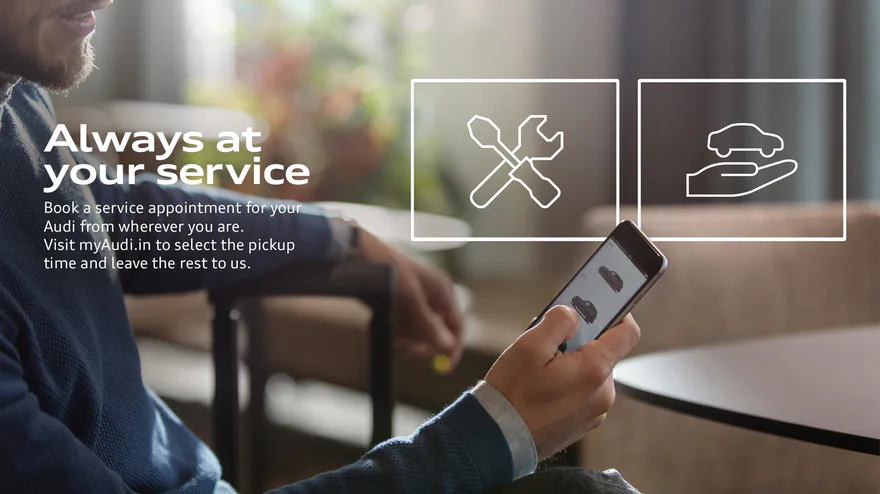 Always at
your service
Book a service appointment for your
Audi from wherever you are.
Visit myAudi.in to select the pickup
time and leave the rest to us.